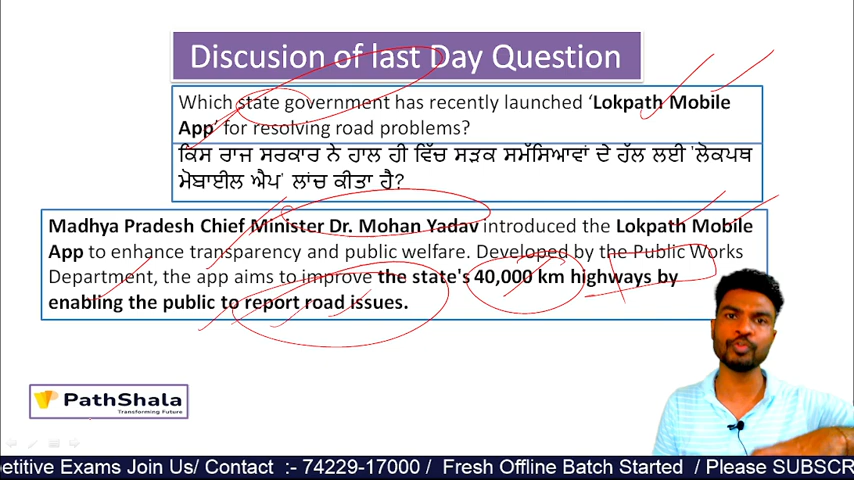 Discusion of last Day Question
Which state government has recently launched ‘Lokpath Mobile
App’ for resolving road problems?
ਕਿਸ ਰਾਜ ਸਰਕਾਰ ਨੇ ਹਾਲ ਹੀ ਵਿੱਚ ਸੜਕ ਸਮੱਸਿਆਵਾਂ ਦੇ ਹੱਲ ਲਈ 'ਲੋਕਪਥ
ਮੋਬਾਈਲ ਐਪ' ਲਾਂਚ ਕੀਤਾ ਹੈ?
Madhya Pradesh Chief Minister Dr. Mohan Yadav introduced the Lokpath Mobile
App to enhance transparency and public welfare. Developed by the Public Works
Department, the app aims to improve the state's 40,000 km highways by
enabling the public to report road issues.
PathShala
Transforming Future
etitive Exams Join Us/ Contact :- 74229-17000 / Fresh Offline Batch Started / Please SUBSCR